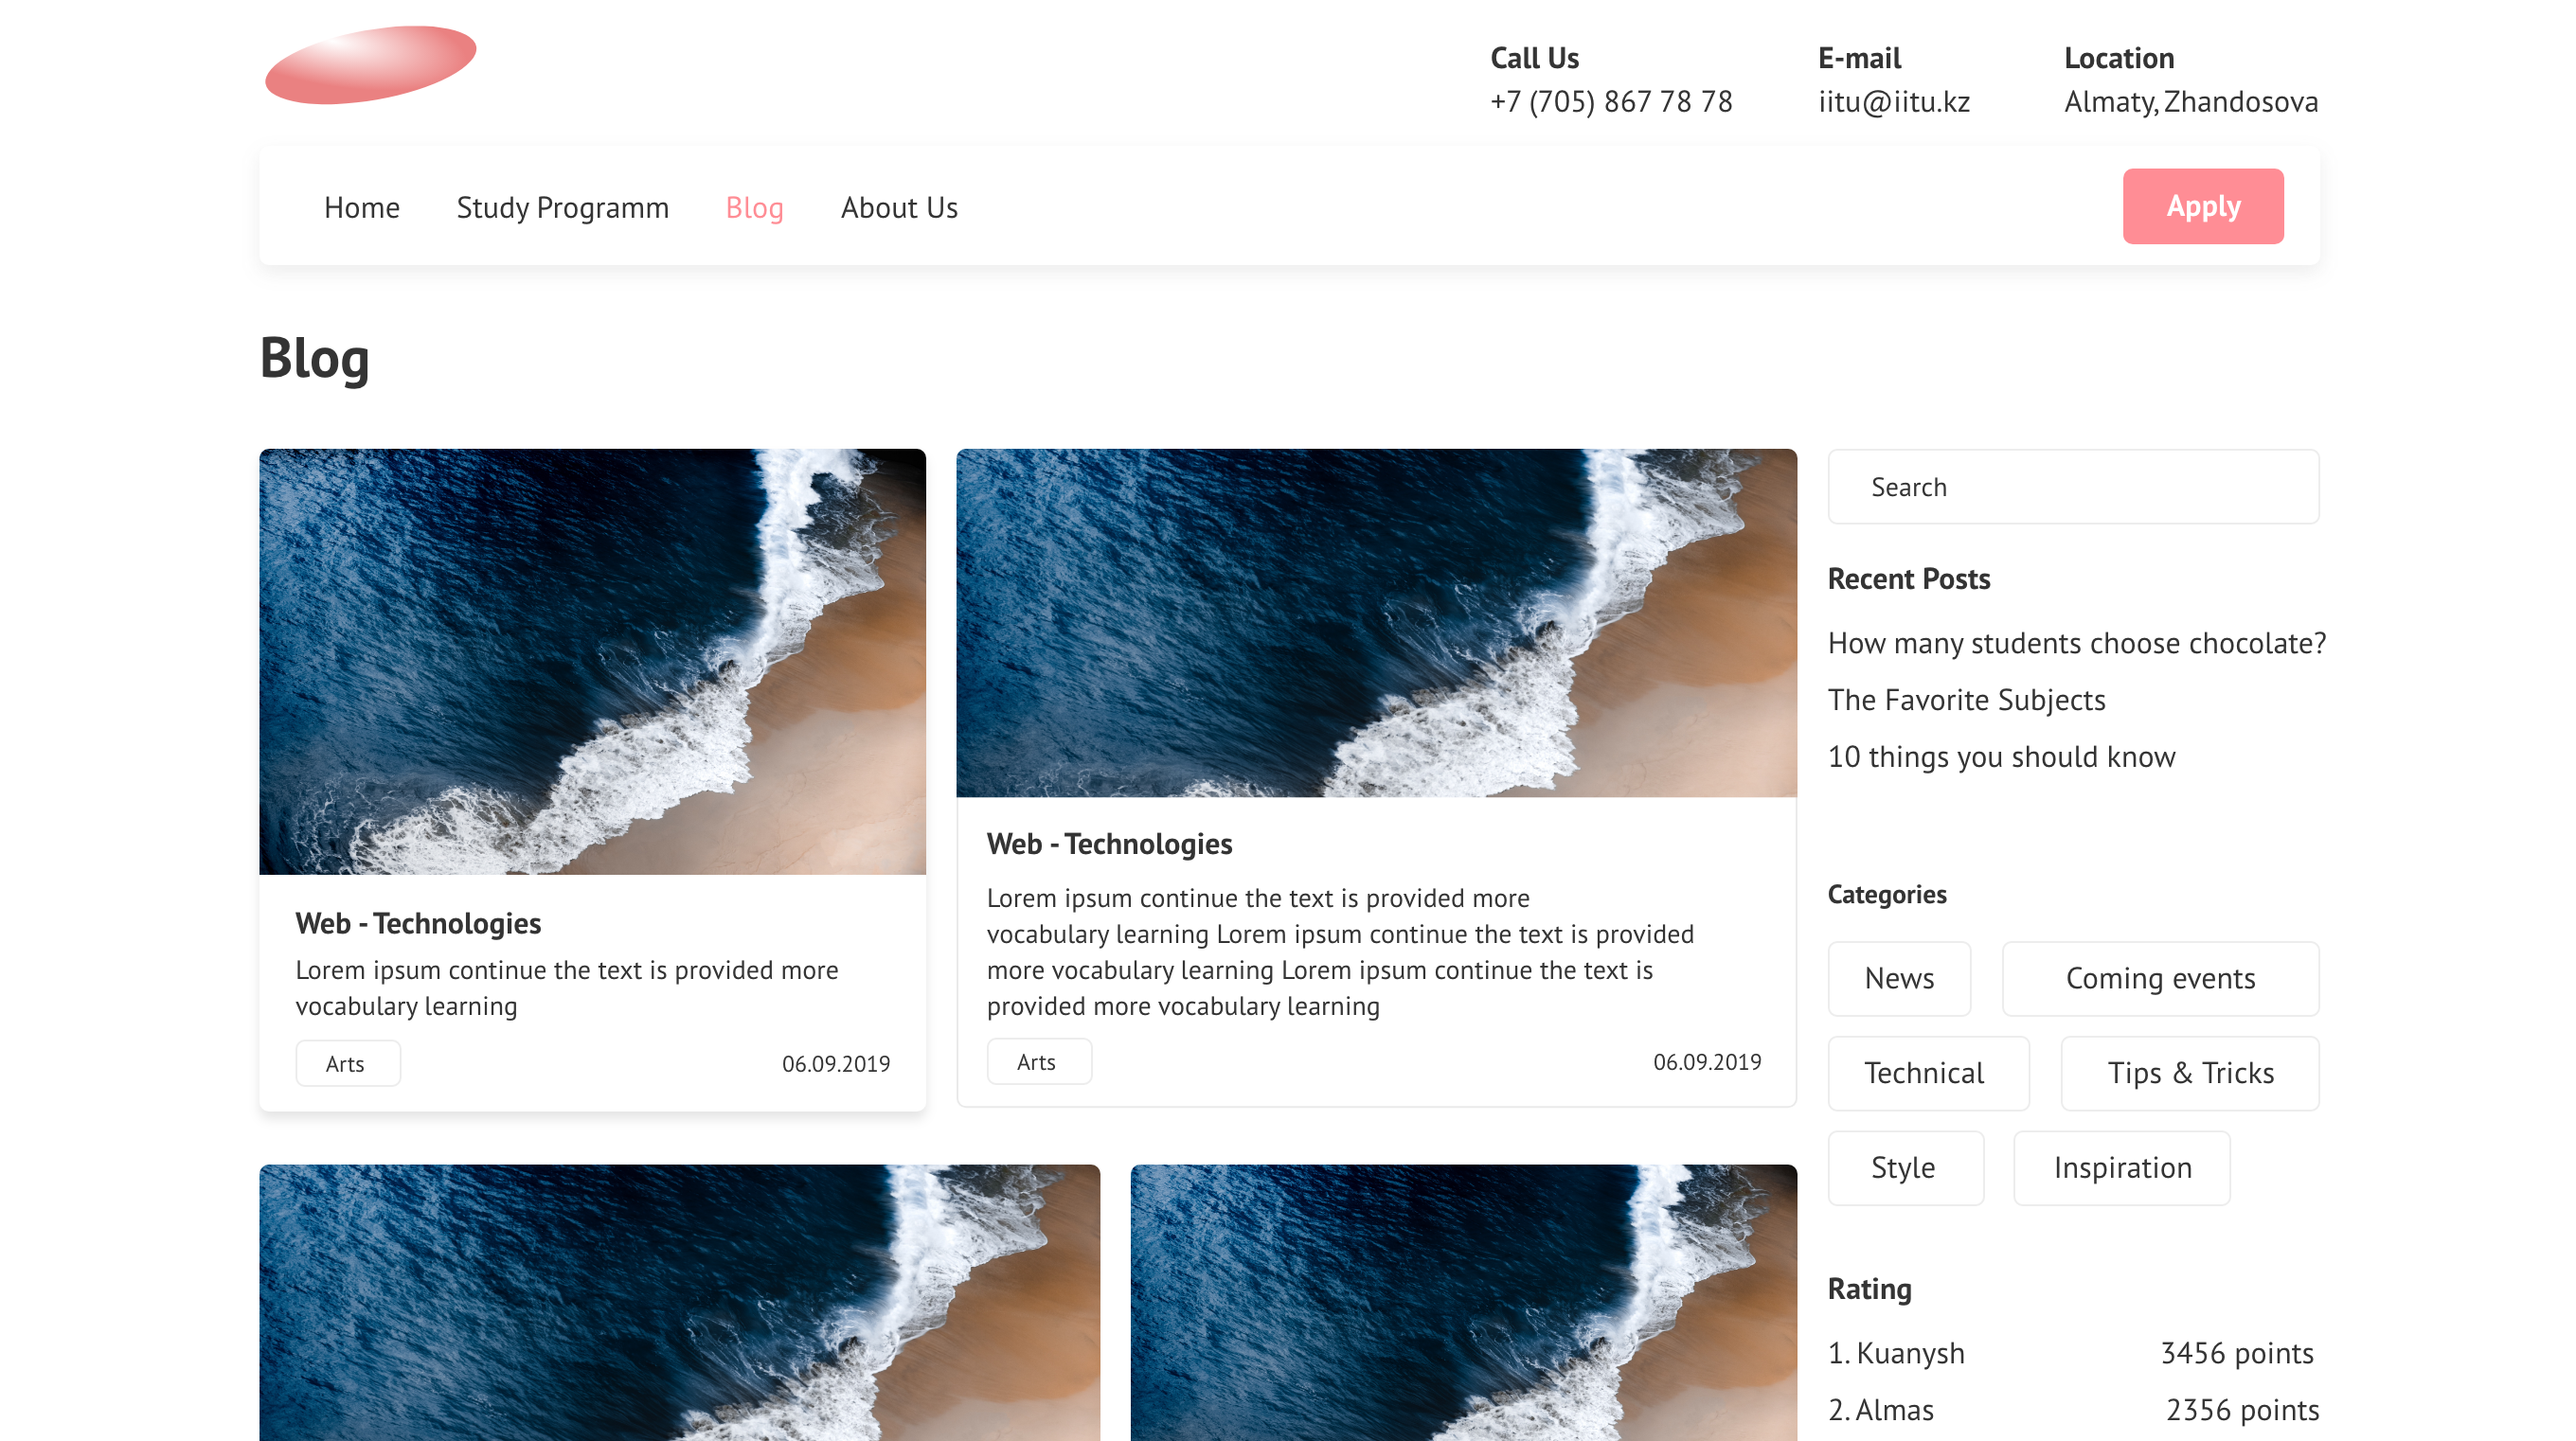 Call Us
+7 (705) 867 78 78
E-mail
iitu@iitu.kz
Location
Almaty, Zhandosova
Home
Study Programm
Blog
About Us
Apply
Blog
Web - Technologies
Lorem ipsum continue the text is provided more
vocabulary learning
Arts
06.09.2019
Web - Technologies
Lorem ipsum continue the text is provided more
vocabulary learning Lorem ipsum continue the text is provided
more vocabulary learning Lorem ipsum continue the text is
provided more vocabulary learning
Arts
06.09.2019
Search
Recent Posts
How many students choose chocolate?
The Favorite Subjects
10 things you should know
Categories
News
Coming events
Technical
Tips & Tricks
Style
Inspiration
Rating
1. Kuanysh 3456 points
2. Almas 2356 points